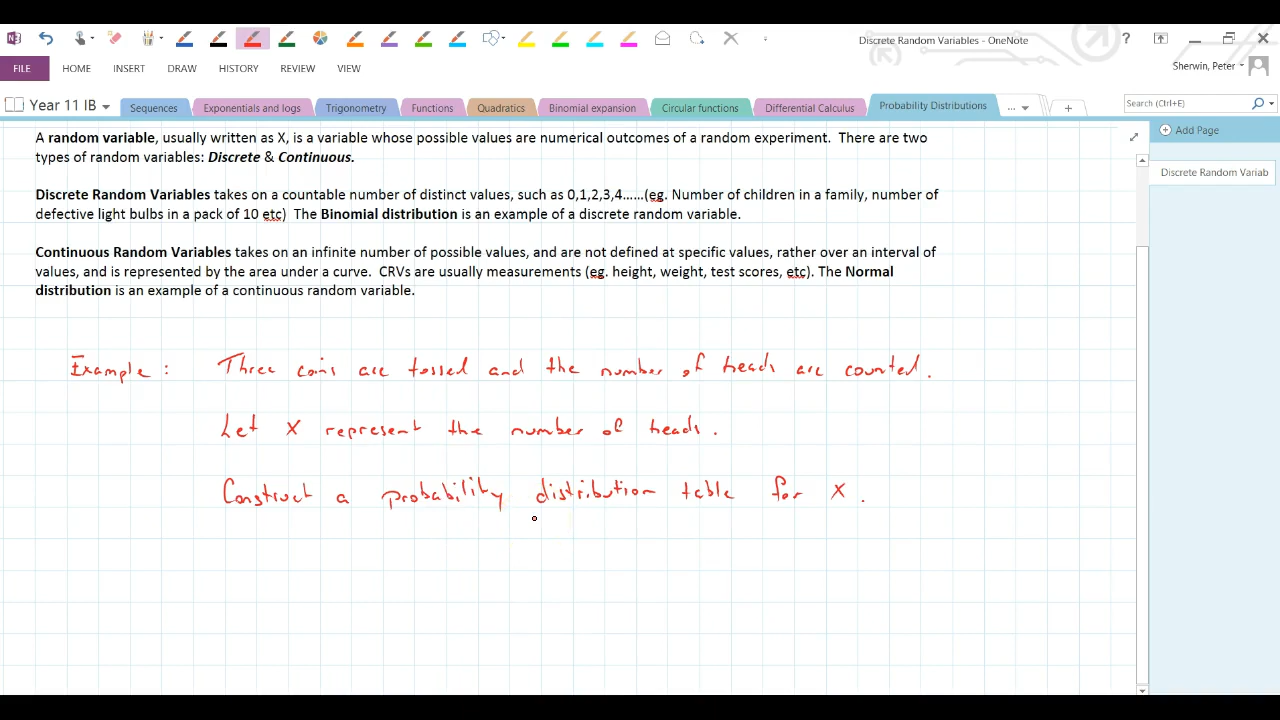 Discrete Random Variables - OneNote
?
Sherwin, Peter
FILE HOME INSERT DRAW HISTORY REVIEW VIEW
Year 11 IB Sequences Exponentials and logs Trigonometry Functions Quadratics Binomial expansion Circular functions Differential Calculus Probability Distributions ... + Search (Ctrl+E)
Add Page
Discrete Random Variab
A random variable, usually written as X, is a variable whose possible values are numerical outcomes of a random experiment. There are two
types of random variables: Discrete & Continuous.
Discrete Random Variables takes on a countable number of distinct values, such as 0,1,2,3,4......(eg. Number of children in a family, number of
defective light bulbs in a pack of 10 etc) The Binomial distribution is an example of a discrete random variable.
Continuous Random Variables takes on an infinite number of possible values, and are not defined at specific values, rather over an interval of
values, and is represented by the area under a curve. CRVs are usually measurements (eg. height, weight, test scores, etc). The Normal
distribution is an example of a continuous random variable.
Example: Three coins are tossed and the number of heads are counted.
Let X represent the number of heads.
Construct a probability distribution table for X.